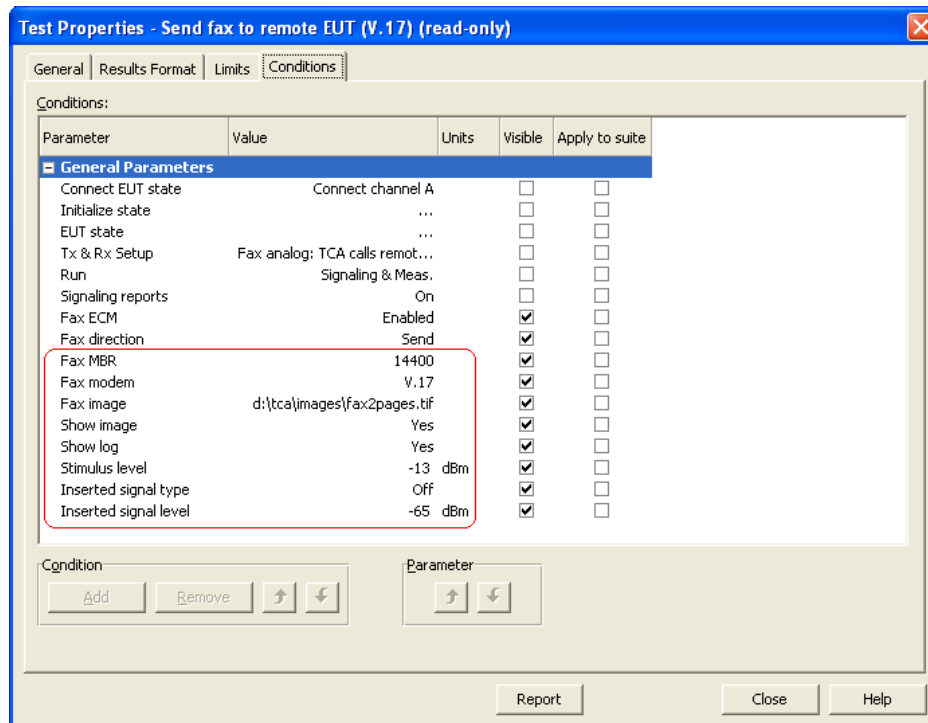 Test Properties - Send fax to remote EUT (V.17) (read-only)
General Results Format Limits Conditions
Conditions:
Parameter Value Units Visible Apply to suite
General Parameters
Connect EUT state Connect channel A
Initialize state ...
EUT state ...
Tx & Rx Setup Fax analog: TCA calls remot...
Run Signaling & Meas.
Signaling reports On
Fax ECM Enabled
Fax direction Send
Fax MBR 14400
Fax modem V.17
Fax image d:\tca\images\fax2pages.tif
Show image Yes
Show log Yes
Stimulus level -13 dBm
Inserted signal type Off
Inserted signal level -65 dBm
Condition Parameter
Add Remove
Report Close Help